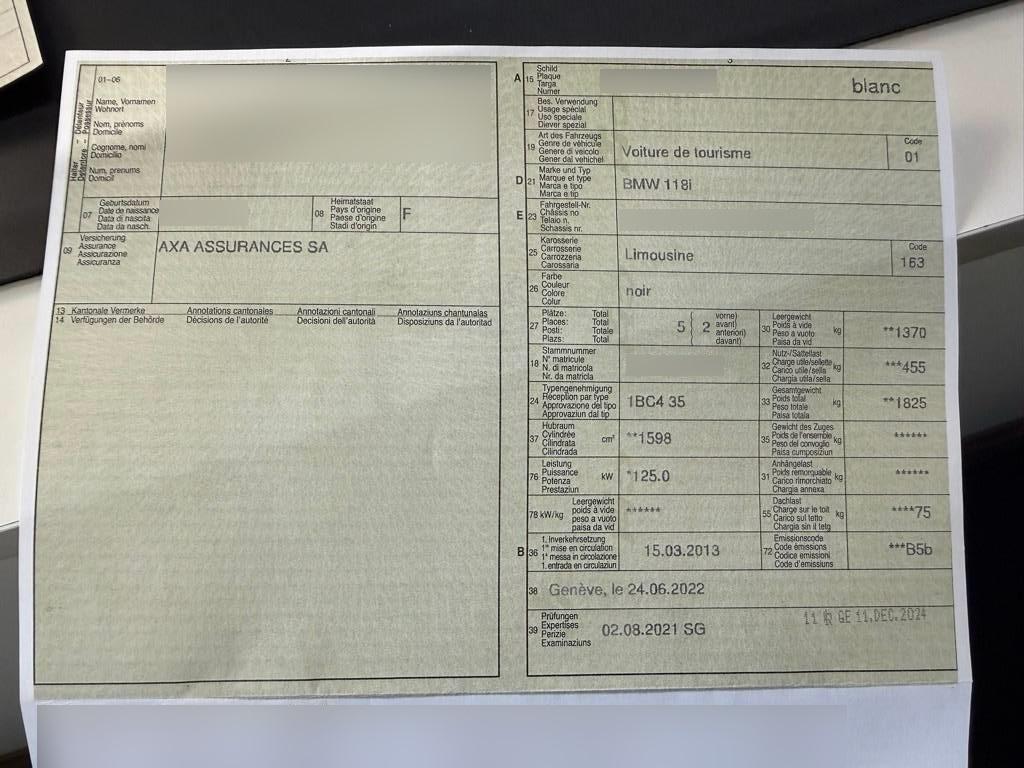 01-06
Halter - Détenteur
Detentore - Possessur
Name, Vornamen
Wohnort
Nom, prénoms
Domicile
Cognome, nomi
Domicilio
Num, prenums
Domicil
07
Geburtsdatum
Date de naissance
Data di nascita
Data da nasch.
08
Heimatstaat
Pays d'origine
Paese d'origine
Stadi d'origin
F
09
Versicherung
Assurance
Assicurazione
Assicuranza
AXA ASSURANCES SA
13 Kantonale Vermerke Annotations cantonales Annotazioni cantonali Annotaziuns chantunalas
14 Verfügungen der Behörde Décisions de l'autorité Decisioni dell'autorità Disposiziuns da l'autoritad
A 15
Schild
Plaque
Targa
Numer
blanc
17
Bes. Verwendung
Usage spécial
Uso speciale
Diever spezial
19
Art des Fahrzeugs
Genre de véhicule
Genere di veicolo
Gener dal vehichel
Voiture de tourisme
Code
01
D 21
Marke und Typ
Marque et type
Marca e tipo
Marca e tip
BMW 118i
E 23
Fahrgestell-Nr.
Châssis no
Telaio n.
Schassis nr.
25
Karosserie
Carrosserie
Carrozzeria
Carossaria
Limousine
Code
163
26
Farbe
Couleur
Colore
Colur
noir
27
Plätze: Total
Places: Total
Posti: Totale
Plazs: Total
5 { 2
vorne)
avant)
anteriori)
davant)
30
Leergewicht
Poids à vide
Peso a vuoto
Paisa da vid
kg
**1370
18
Stammnummer
N° matricule
N. di matricola
Nr. da matricla
32
Nutz-/Sattellast
Charge utile/sellette
Carico utile/sella
Chargia utila/sella
kg
***455
24
Typengenehmigung
Réception par type
Approvazione del tipo
Approvaziun dal tip
1BC4 35
33
Gesamtgewicht
Poids total
Peso totale
Paisa totala
kg
**1825
37
Hubraum
Cylindrée
Cilindrata
Cilindrada
cm³
**1598
35
Gewicht des Zuges
Poids de l'ensemble
Peso del convoglio
Paisa cumposiziun
kg
******
76
Leistung
Puissance
Potenza
Prestaziun
kW
*125.0
31
Anhängelast
Poids remorquable
Carico rimorchiato
Chargia annexa
kg
******
78 kW/kg
Leergewicht
poids à vide
peso a vuoto
paisa da vid
******
55
Dachlast
Charge sur le toit
Carico sul tetto
Chargia sin il tetg
kg
****75
B 36
1. Inverkehrsetzung
1re mise en circulation
1a messa in circolazione
1. entrada en circulaziun
15.03.2013
72
Emissionscode
Code émissions
Codice emissioni
Code d'emissiuns
***B5b
38 Genève, le 24.06.2022
39
Prüfungen
Expertises
Perizie
Examinaziuns
02.08.2021 SG
GE 11.DEC.2024